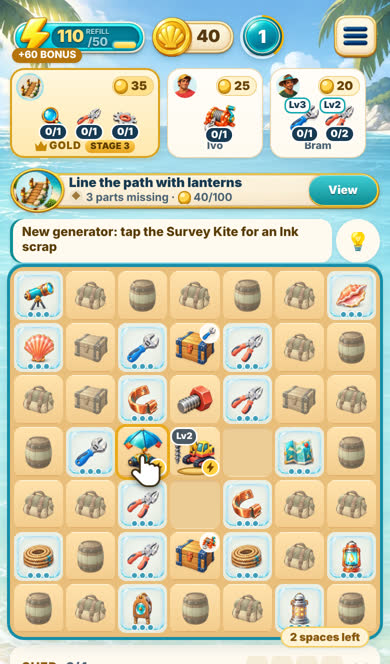 110 REFILL /50
+60 BONUS
40
1
35
0/1 0/1 0/1
GOLD STAGE 3
25
0/1
Ivo
20
Lv3 Lv2
0/1 0/2
Bram
Line the path with lanterns
3 parts missing · 40/100
View
New generator: tap the Survey Kite for an Ink
scrap
Lv2
2 spaces left